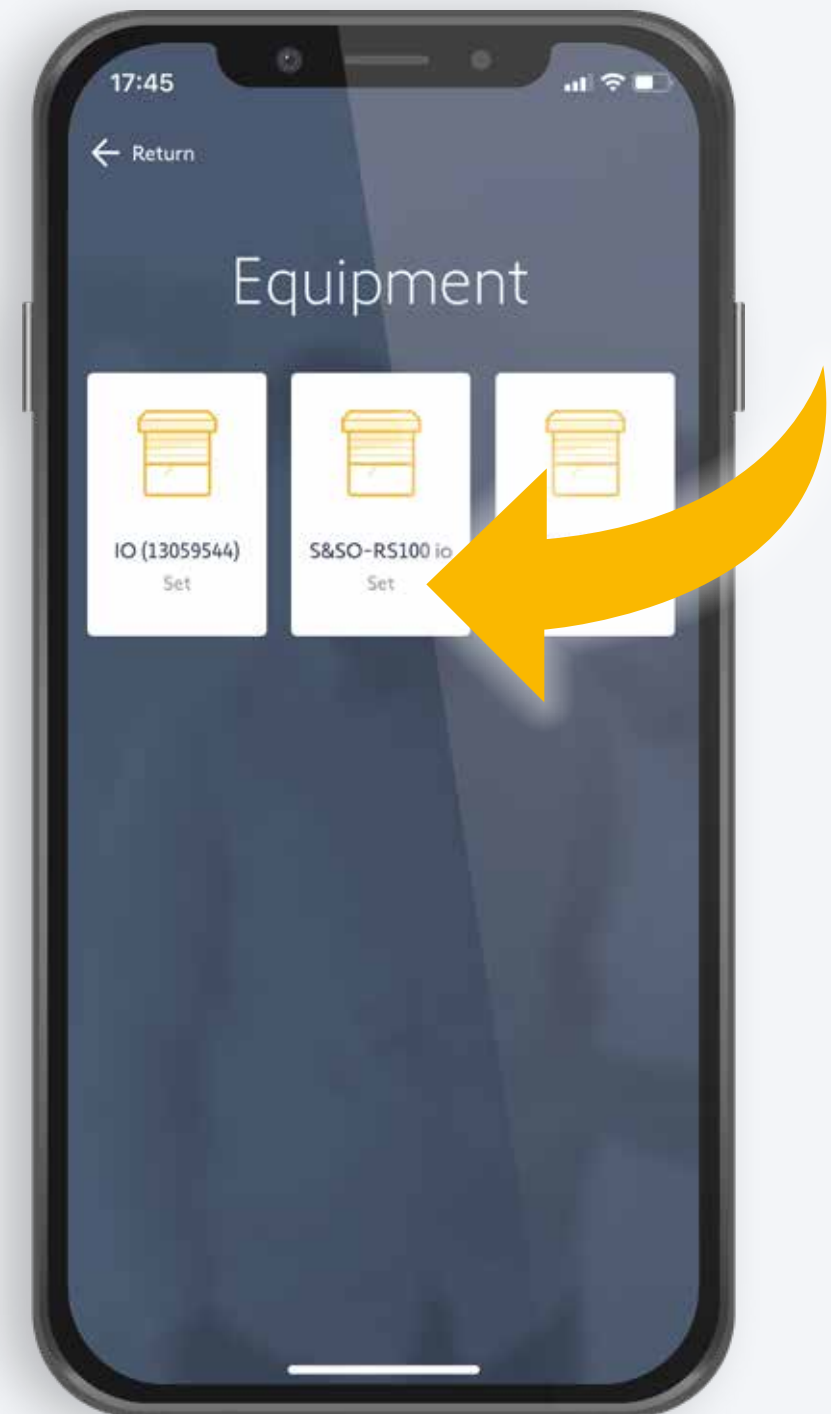 17:45
Return
Equipment
IO (13059544)
Set
S&SO-RS100 io
Set